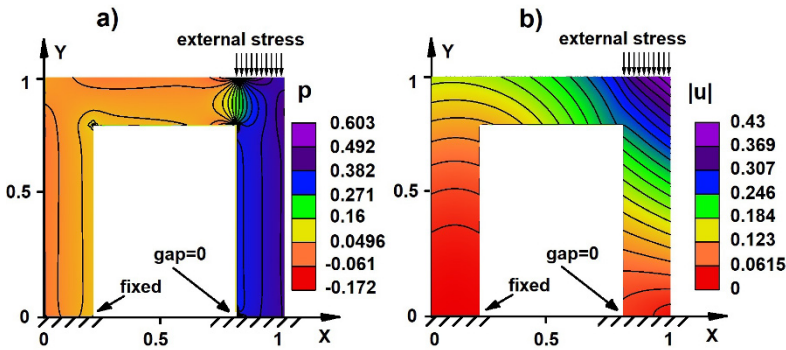 a)
external stress
Y
p
1
0.603
0.492
0.382
0.271
0.16
0.0496
-0.061
-0.172
0.5
gap=0
fixed
0
X
0
0.5
1
b)
external stress
Y
|u|
1
0.43
0.369
0.307
0.246
0.184
0.123
0.0615
0
0.5
gap=0
fixed
0
X
0
0.5
1